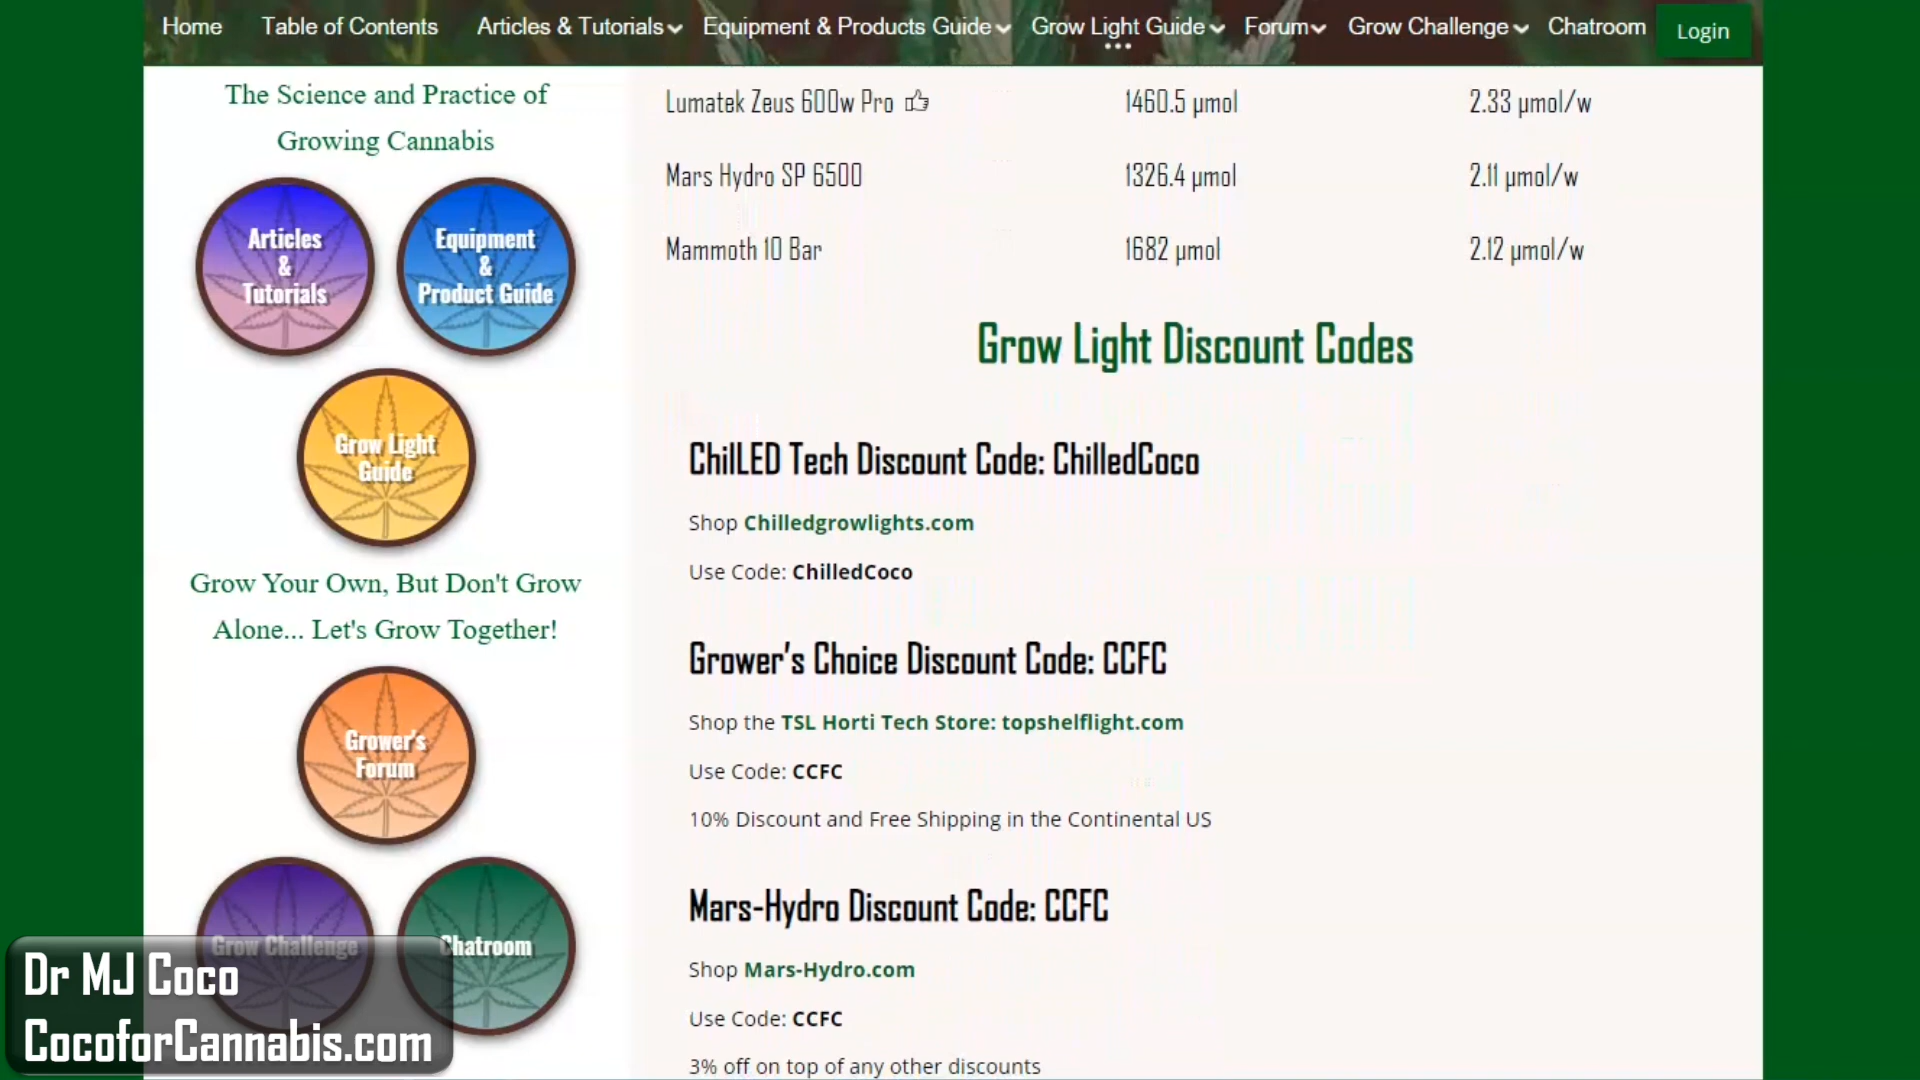 Home Table of Contents Articles & Tutorials Equipment & Products Guide Grow Light Guide Forum Grow Challenge Chatroom Login
The Science and Practice of
Growing Cannabis
Articles
&
Tutorials
Equipment
&
Product Guide
Grow Light
Guide
Grow Your Own, But Don't Grow
Alone... Let's Grow Together!
Grower's
Forum
Grow Challenge
Chatroom
Lumatek Zeus 600w Pro 1460.5 µmol 2.33 µmol/w
Mars Hydro SP 6500 1326.4 µmol 2.11 µmol/w
Mammoth 10 Bar 1682 µmol 2.12 µmol/w
Grow Light Discount Codes
ChilLED Tech Discount Code: ChilledCoco
Shop Chilledgrowlights.com
Use Code: ChilledCoco
Grower’s Choice Discount Code: CCFC
Shop the TSL Horti Tech Store: topshelflight.com
Use Code: CCFC
10% Discount and Free Shipping in the Continental US
Mars-Hydro Discount Code: CCFC
Shop Mars-Hydro.com
Use Code: CCFC
3% off on top of any other discounts
Dr MJ Coco
CocoforCannabis.com